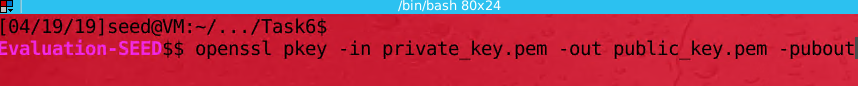 /bin/bash 80x24
[04/19/19]seed@VM:~/.../Task6$
Evaluation-SEED$$ openssl pkey -in private_key.pem -out public_key.pem -pubout